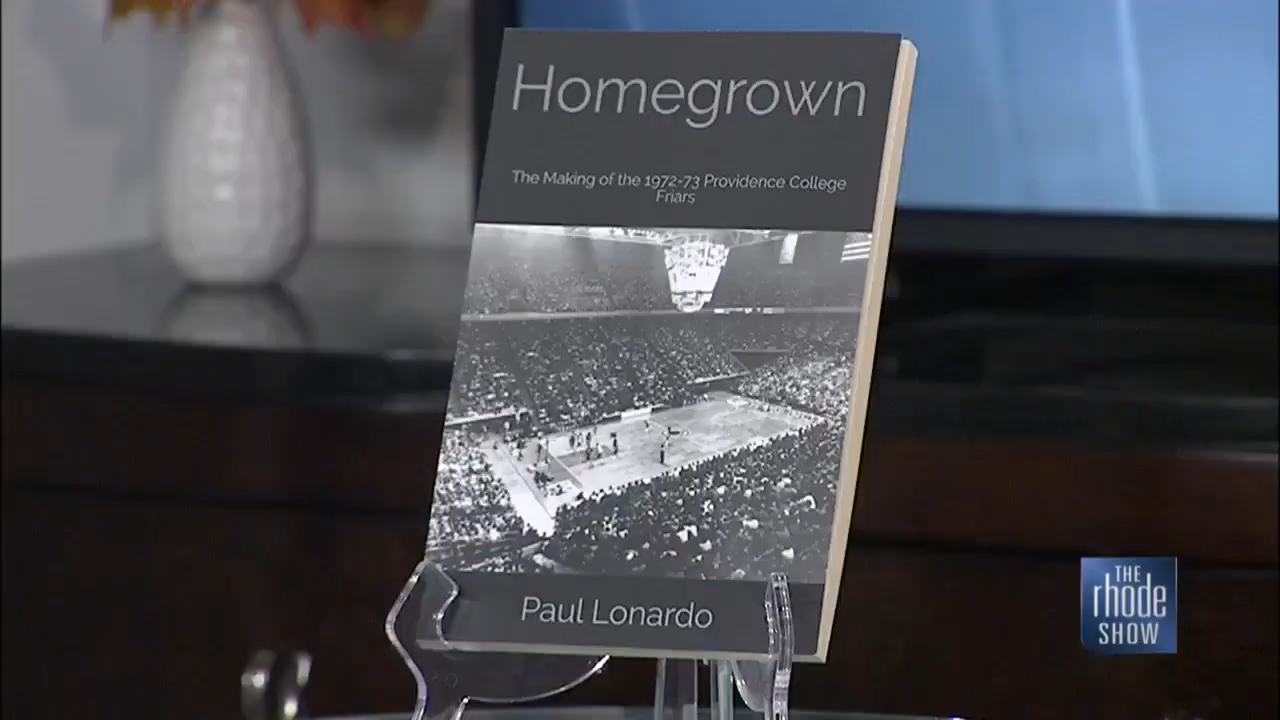 Homegrown
The Making of the 1972-73 Providence College
Friars
Paul Lonardo
THE
rhode
SHOW